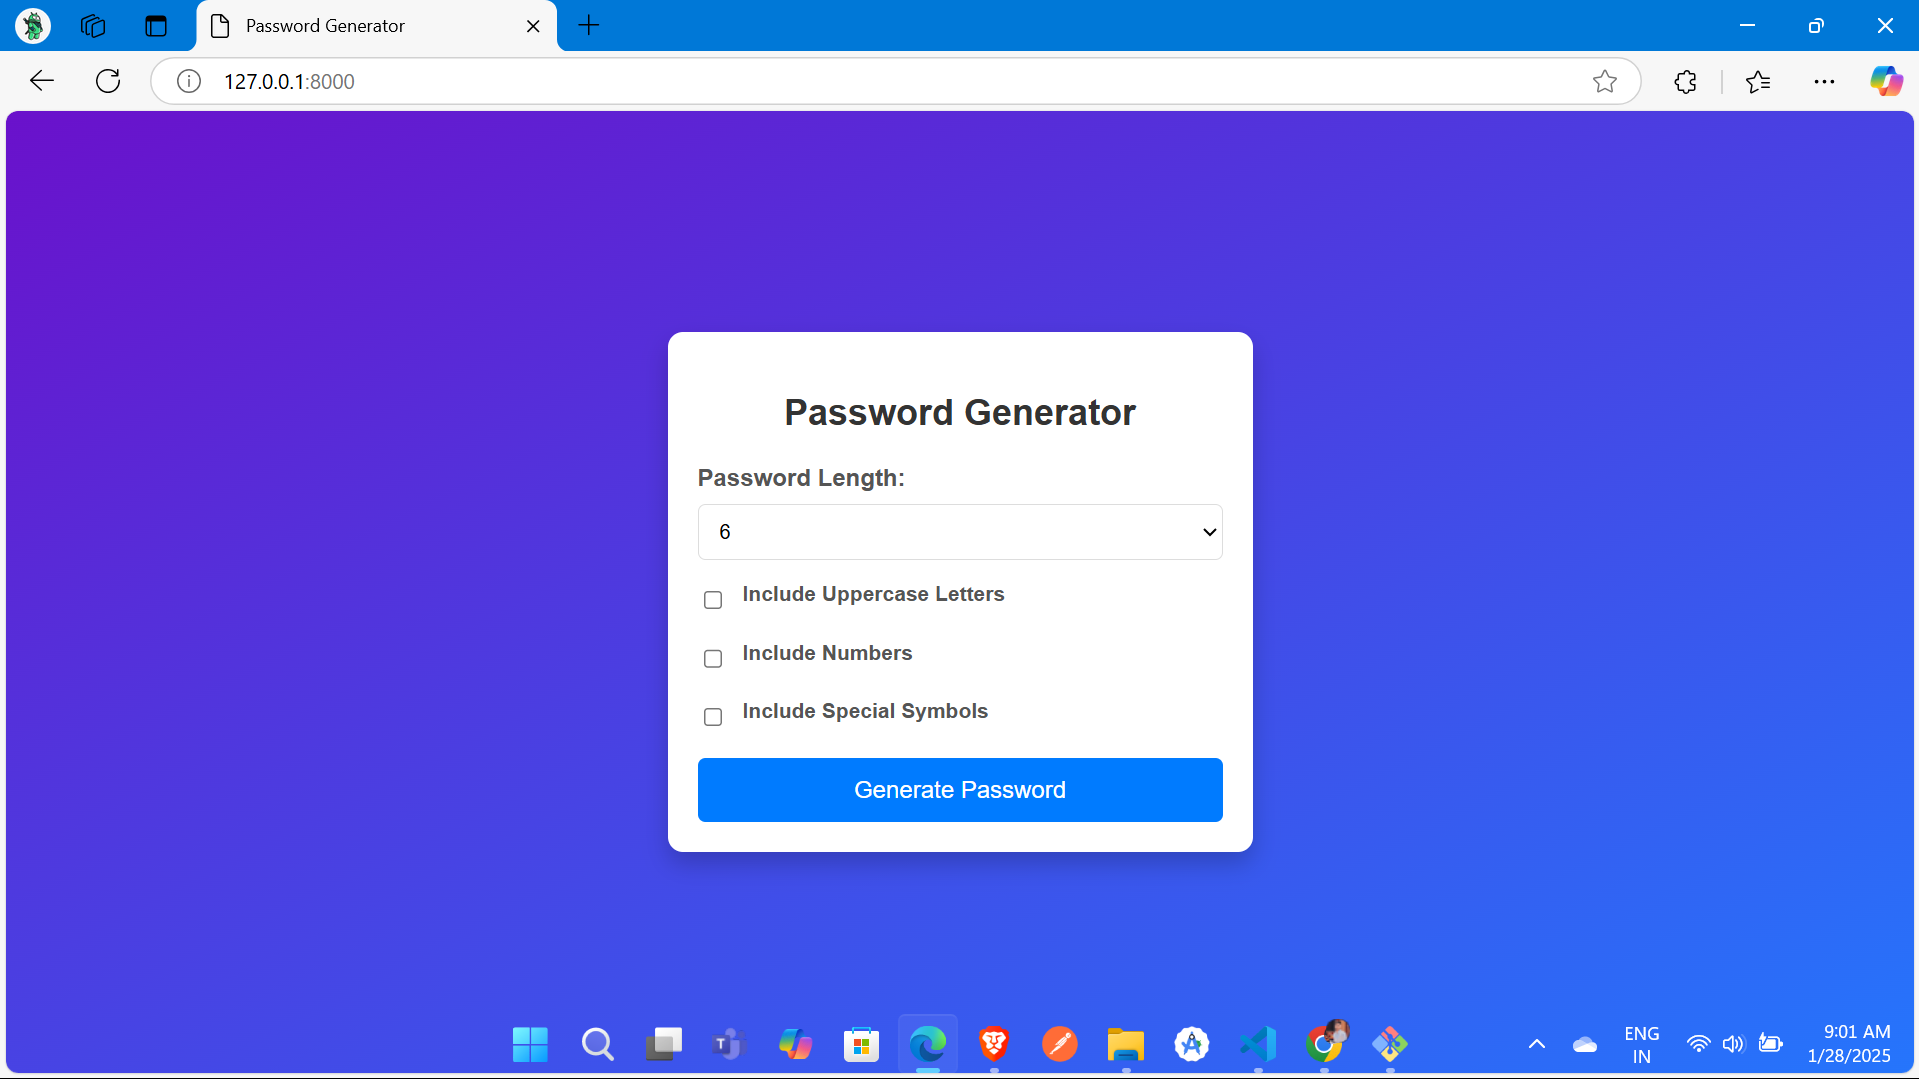 Password Generator
127.0.0.1:8000
Password Generator
Password Length:
6
Include Uppercase Letters
Include Numbers
Include Special Symbols
Generate Password
ENG
IN
9:01 AM
1/28/2025